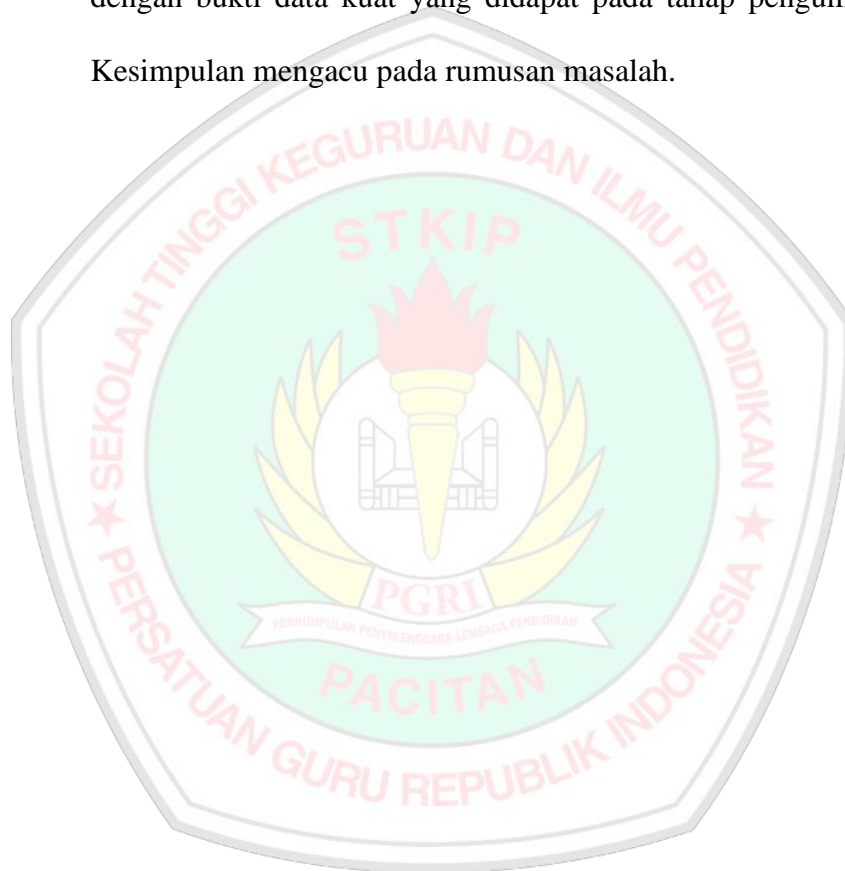 dengan bukti data kuat yang didapat pada tahap
Kesimpulan mengacu pada rumusan masalah.
SEKOLAH TINGGI KEGURUAN DAN ILMU PENDIDIKAN
STKIP
PGRI
PERKUMPULAN PENYELENGGARA LEMBAGA PENDIDIKAN
PACITAN
★ PERSATUAN GURU REPUBLIK INDONESIA ★